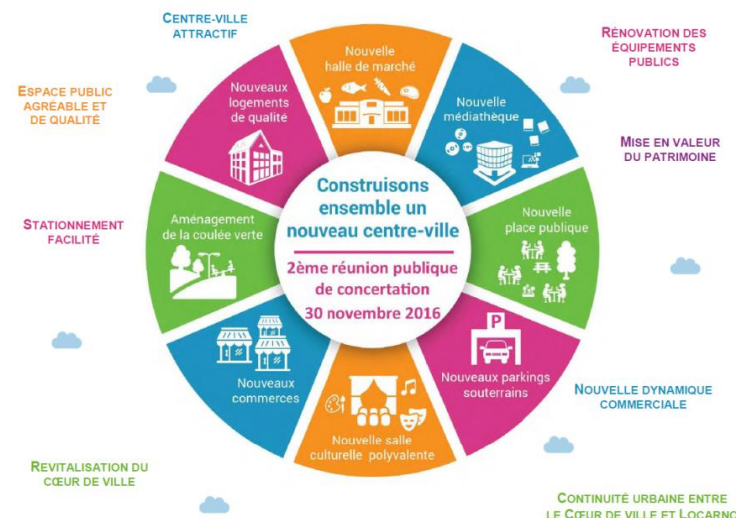 CENTRE-VILLE
ATTRACTIF
RÉNOVATION DES
ÉQUIPEMENTS
PUBLICS
ESPACE PUBLIC
AGRÉABLE ET
DE QUALITÉ
MISE EN VALEUR
DU PATRIMOINE
STATIONNEMENT
FACILITÉ
Nouvelle
halle de marché
Nouvelle
médiathèque
Nouvelle
place publique
P
Nouveaux parkings
souterrains
Nouvelle salle
culturelle polyvalente
Nouveaux
commerces
Aménagement
de la coulée verte
Nouveaux
logements
de qualité
Construisons
ensemble un
nouveau centre-ville
2ème réunion publique
de concertation
30 novembre 2016
NOUVELLE DYNAMIQUE
COMMERCIALE
REVITALISATION DU
CŒUR DE VILLE
CONTINUITÉ URBAINE ENTRE
LE CŒUR DE VILLE ET LOCARNO